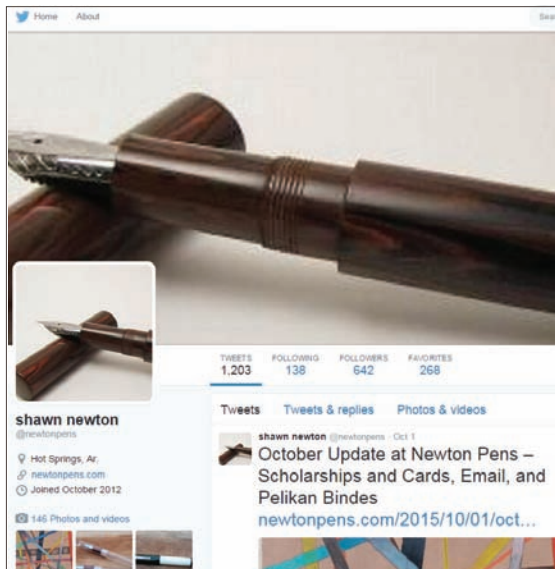 Home About Sea
TWEETS FOLLOWING FOLLOWERS FAVORITES
1,203 138 642 268
shawn newton
@newtonpens
Hot Springs, Ar.
newtonpens.com
Joined October 2012
146 Photos and videos
Tweets Tweets & replies Photos & videos
shawn newton @newtonpens · Oct 1
October Update at Newton Pens –
Scholarships and Cards, Email, and
Pelikan Bindes
newtonpens.com/2015/10/01/oct…